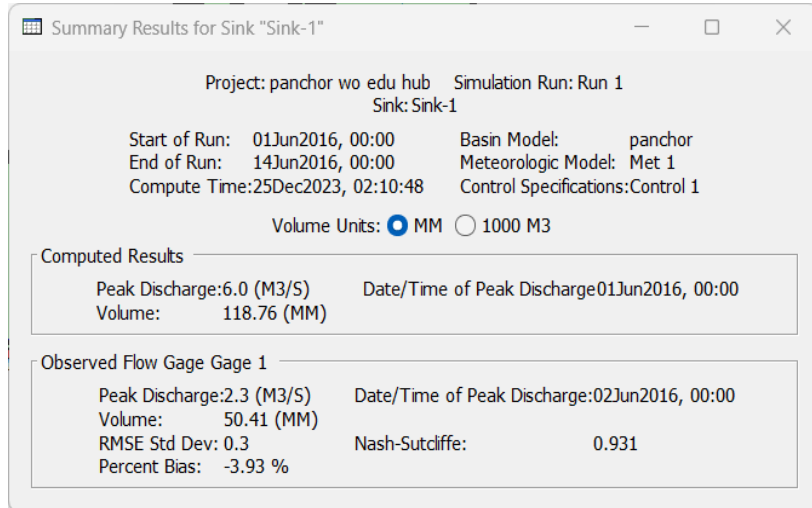 Summary Results for Sink "Sink-1"
Project: panchor wo edu hub Simulation Run: Run 1
Sink: Sink-1
Start of Run: 01Jun2016, 00:00 Basin Model: panchor
End of Run: 14Jun2016, 00:00 Meteorologic Model: Met 1
Compute Time:25Dec2023, 02:10:48 Control Specifications:Control 1
Volume Units: MM 1000 M3
Computed Results
Peak Discharge:6.0 (M3/S) Date/Time of Peak Discharge01Jun2016, 00:00
Volume: 118.76 (MM)
Observed Flow Gage Gage 1
Peak Discharge:2.3 (M3/S) Date/Time of Peak Discharge:02Jun2016, 00:00
Volume: 50.41 (MM)
RMSE Std Dev: 0.3 Nash-Sutcliffe: 0.931
Percent Bias: -3.93 %